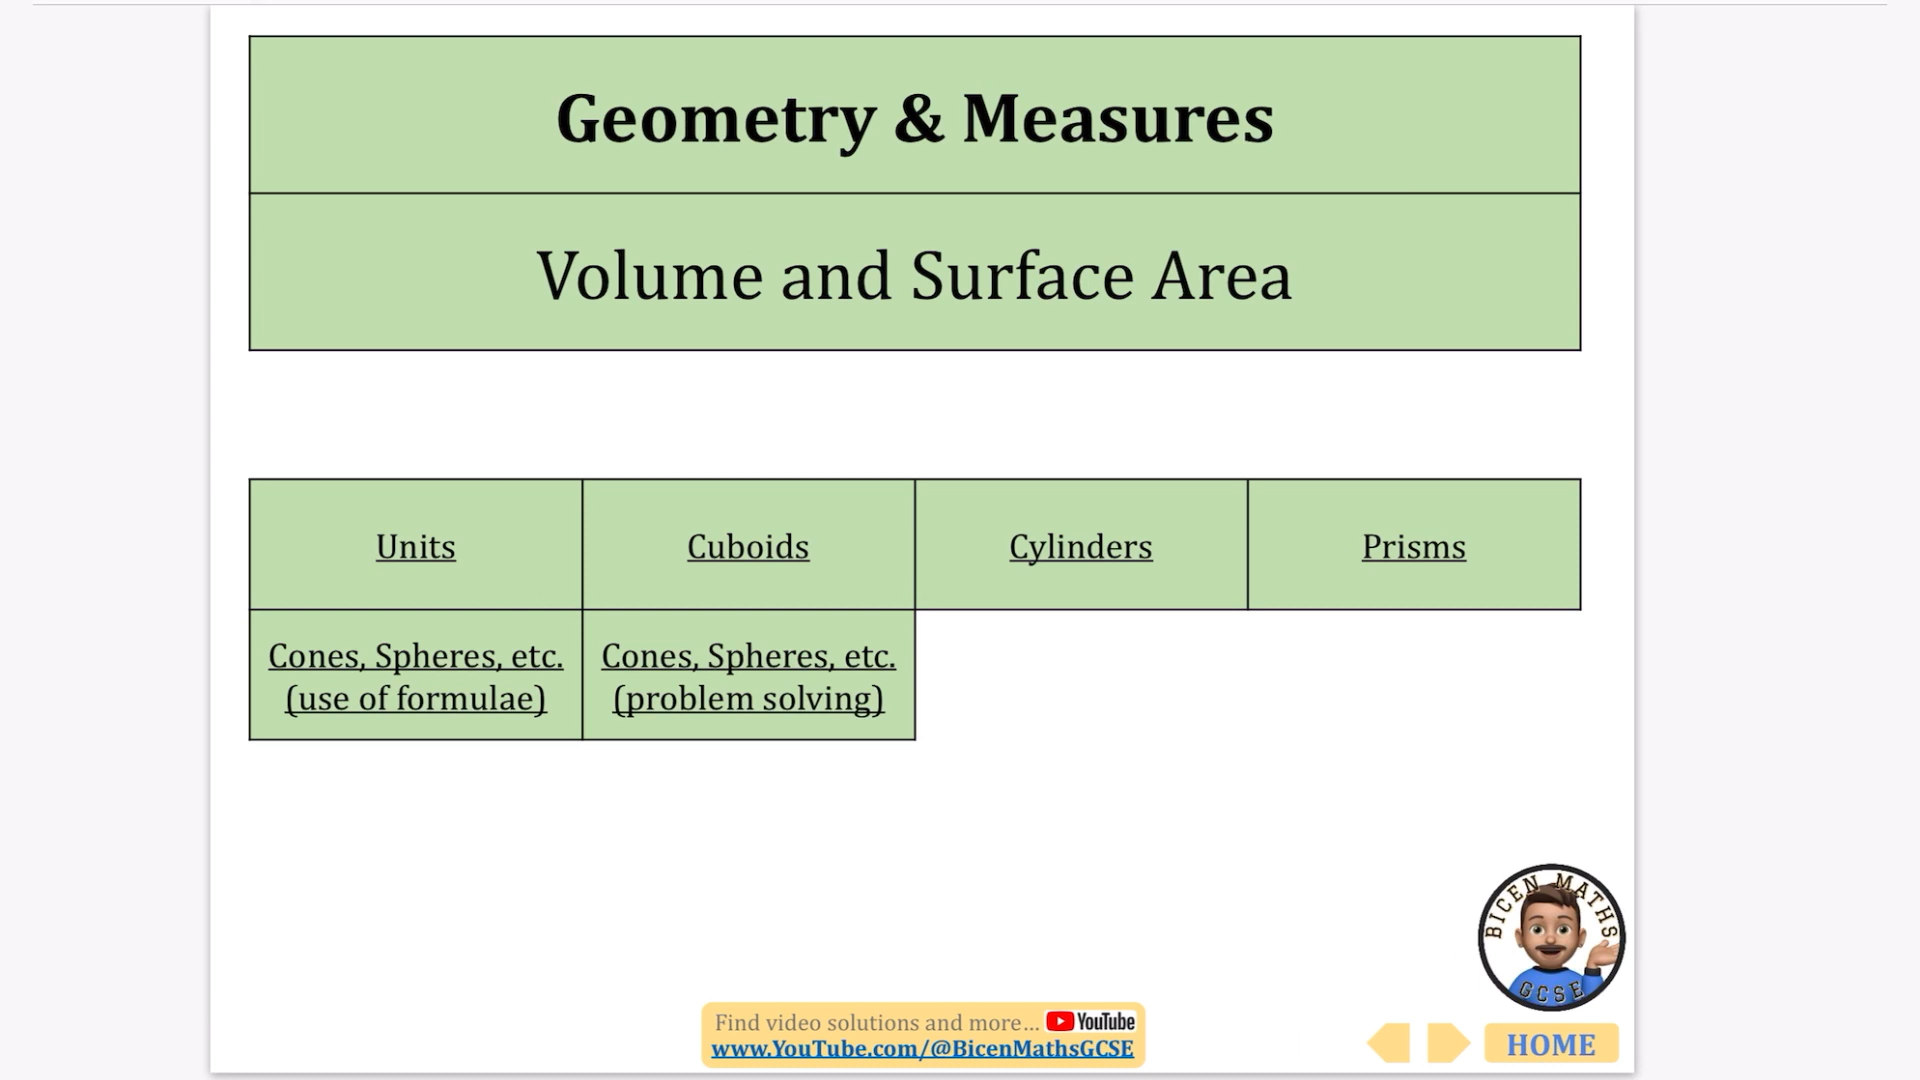 Geometry & Measures
Volume and Surface Area
Units
Cuboids
Cylinders
Prisms
Cones, Spheres, etc.
(use of formulae)
Cones, Spheres, etc.
(problem solving)
BICEN MATHS
GCSE
Find video solutions and more... YouTube
www.YouTube.com/@BicenMathsGCSE
HOME